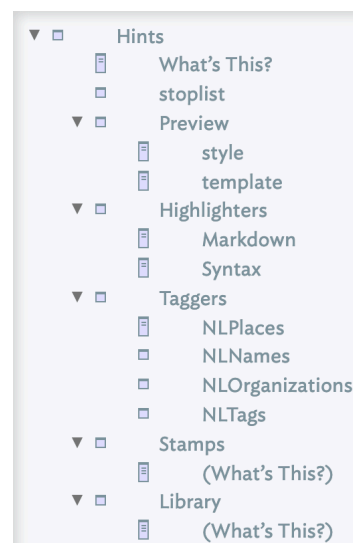 Hints
What's This?
stoplist
Preview
style
template
Highlighters
Markdown
Syntax
Taggers
NLPlaces
NLNames
NLOrganizations
NLTags
Stamps
(What's This?)
Library
(What's This?)